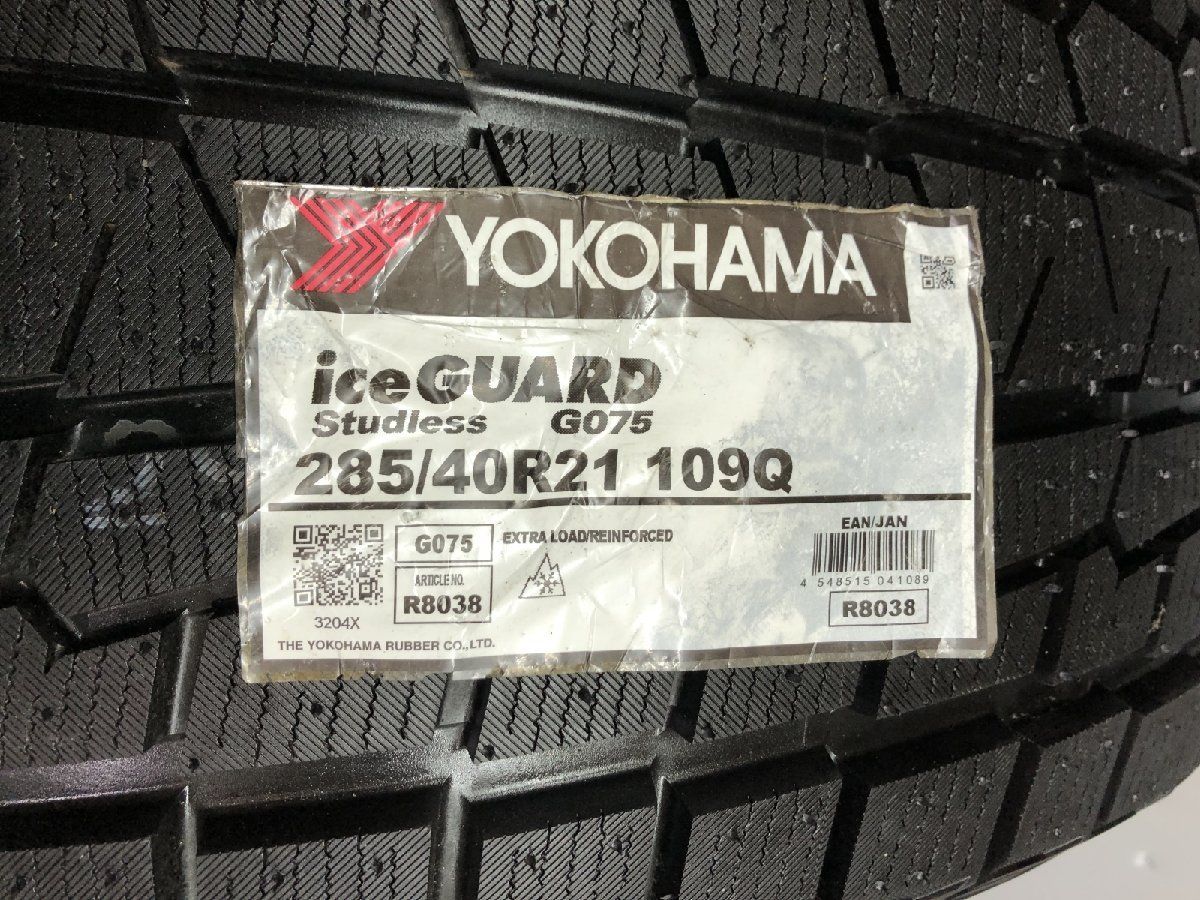 YOKOHAMA
iceGUARD
Studless G075
285/40R21 109Q
G075
ARTICLE NO.
R8038
3204X
EXTRA LOAD/REINFORCED
EAN/JAN
4 548515 041089
R8038
THE YOKOHAMA RUBBER CO.,LTD.